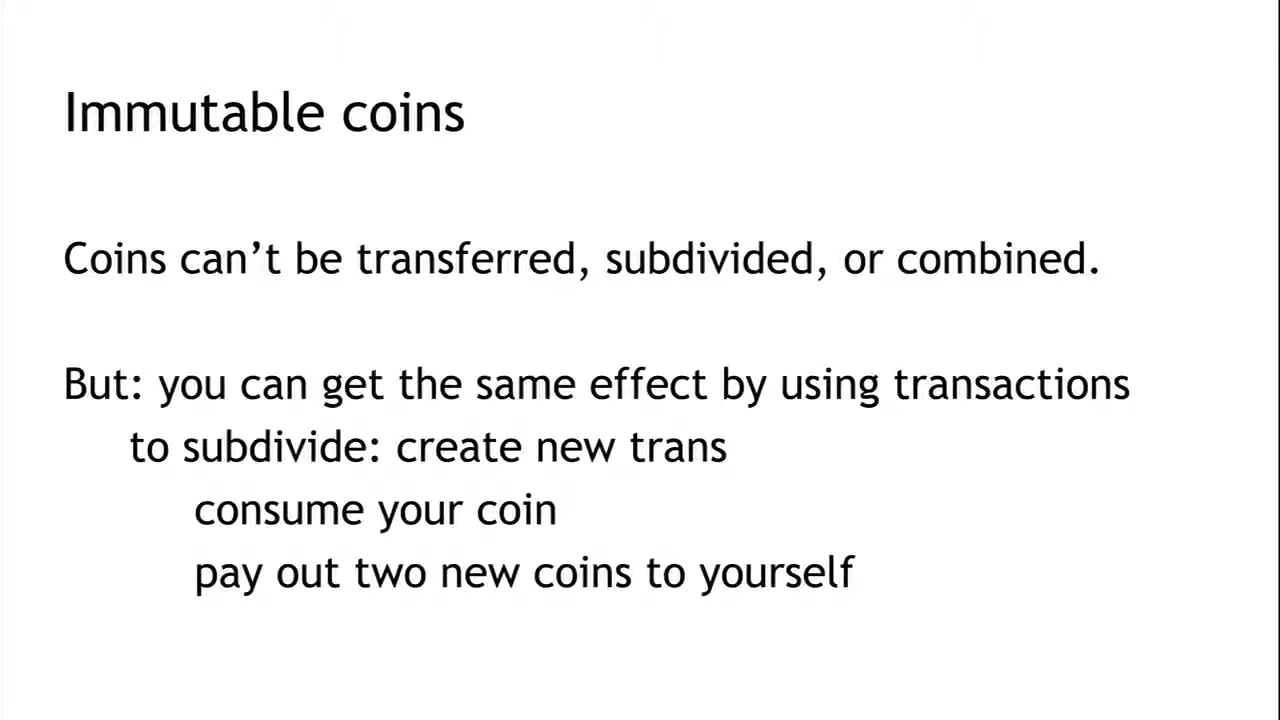 Immutable coins
Coins can’t be transferred, subdivided, or combined.
But: you can get the same effect by using transactions
to subdivide: create new trans
consume your coin
pay out two new coins to yourself